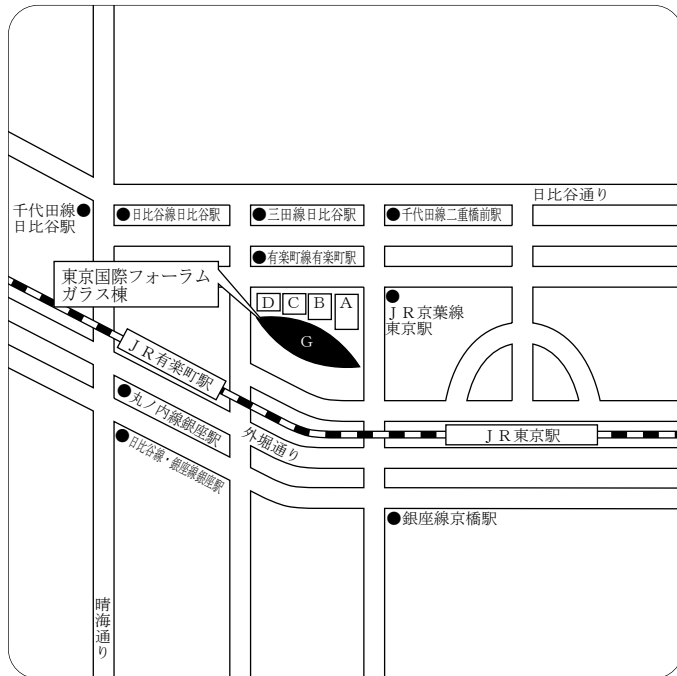 日比谷通り
千代田線
日比谷駅
日比谷線日比谷駅
三田線日比谷駅
千代田線二重橋前駅
有楽町線有楽町駅
東京国際フォーラム
ガラス棟
D
C
B
A
G
ＪＲ京葉線
東京駅
ＪＲ有楽町駅
丸ノ内線銀座駅
日比谷線・銀座線銀座駅
外堀通り
ＪＲ東京駅
銀座線京橋駅
晴海通り